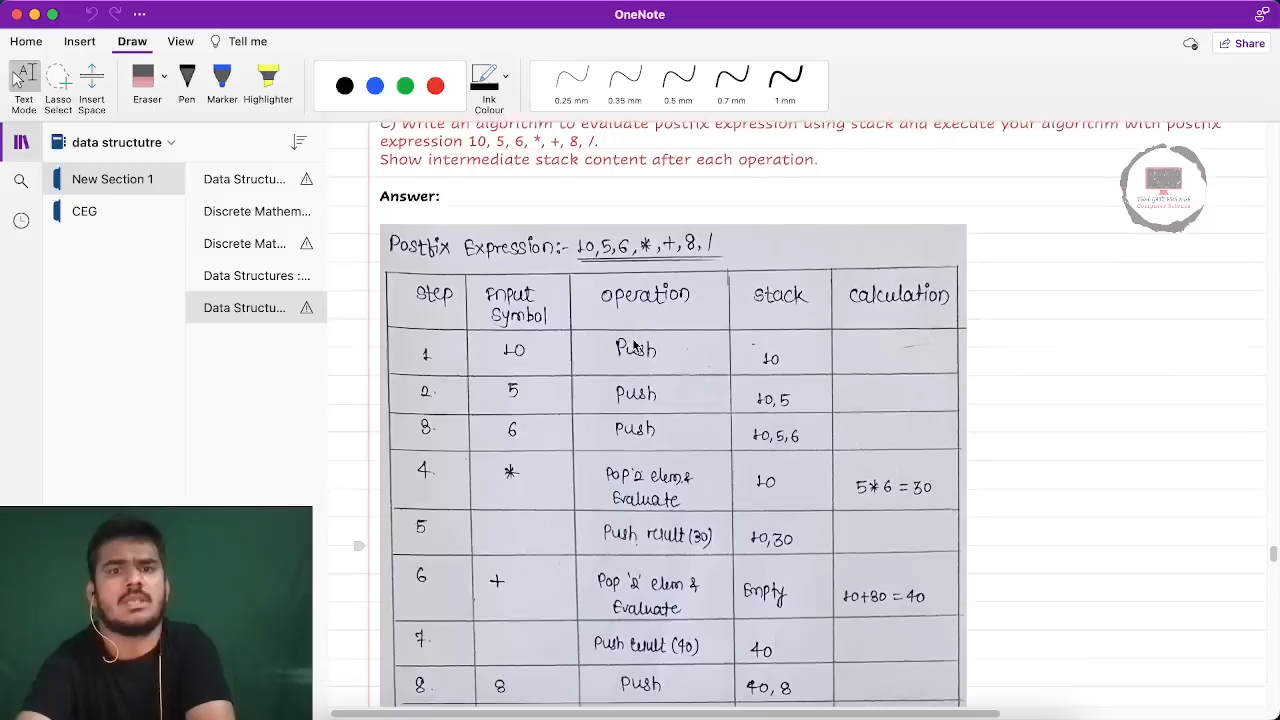 OneNote
Home
Insert
Draw
View
Tell me
Share
Text Mode
Lasso Select
Insert Space
Eraser
Pen
Marker
Highlighter
Ink Colour
0.25 mm
0.35 mm
0.5 mm
0.7 mm
1 mm
data structutre
New Section 1
CEG
Data Structu...
Discrete Mathem...
Discrete Mat...
Data Structures :...
Data Structu...
C) Write an algorithm to evaluate postfix expression using stack and execute your algorithm with postfix
expression 10, 5, 6, *, +, 8, /.
Show intermediate stack content after each operation.
Answer:
Think GATE With Arab
Computer Science
Postfix Expression:- 10,5,6,*,+,8,/
Step Input Symbol operation Stack calculation
1 10 Push 10
2. 5 Push 10,5
3. 6 Push 10,5,6
4. * Pop '2' elem & Evaluate 10 5*6=30
5 Push result (30) 10,30
6 + Pop '2' elem & Evaluate Empty 10+30=40
7. Push result (40) 40
8. 8 Push 40, 8